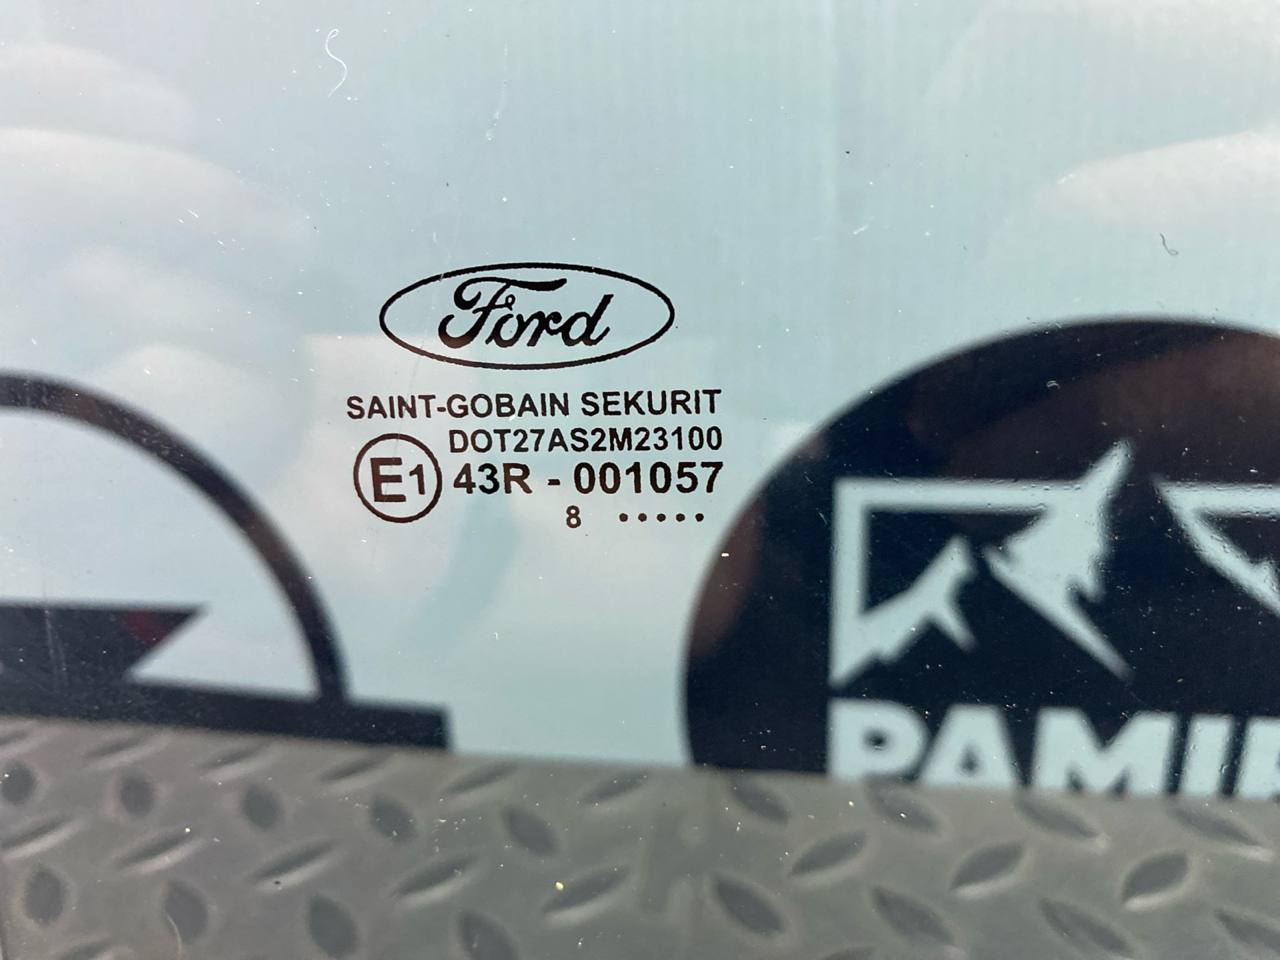 Ford
SAINT-GOBAIN SEKURIT
DOT27AS2M23100
E1 43R - 001057
8 •••••